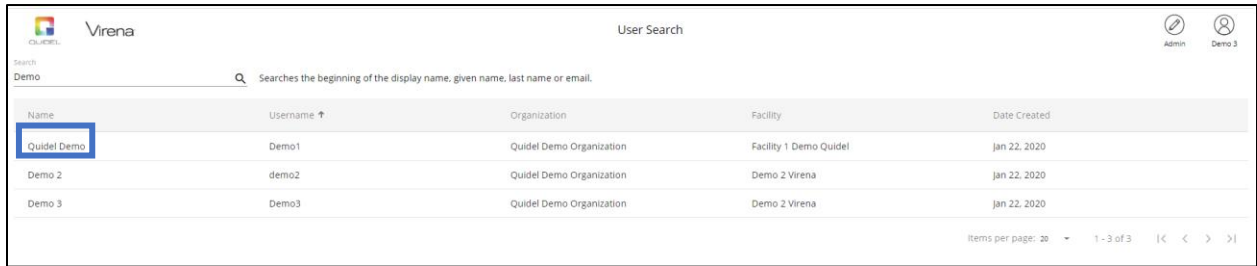 QUIDEL
Virena
User Search
Admin
Demo 3
Search
Demo
Searches the beginning of the display name, given name, last name or email.
Name Username ↑ Organization Facility Date Created
Quidel Demo Demo1 Quidel Demo Organization Facility 1 Demo Quidel Jan 22, 2020
Demo 2 demo2 Quidel Demo Organization Demo 2 Virena Jan 22, 2020
Demo 3 Demo3 Quidel Demo Organization Demo 2 Virena Jan 22, 2020
Items per page: 20 1 - 3 of 3